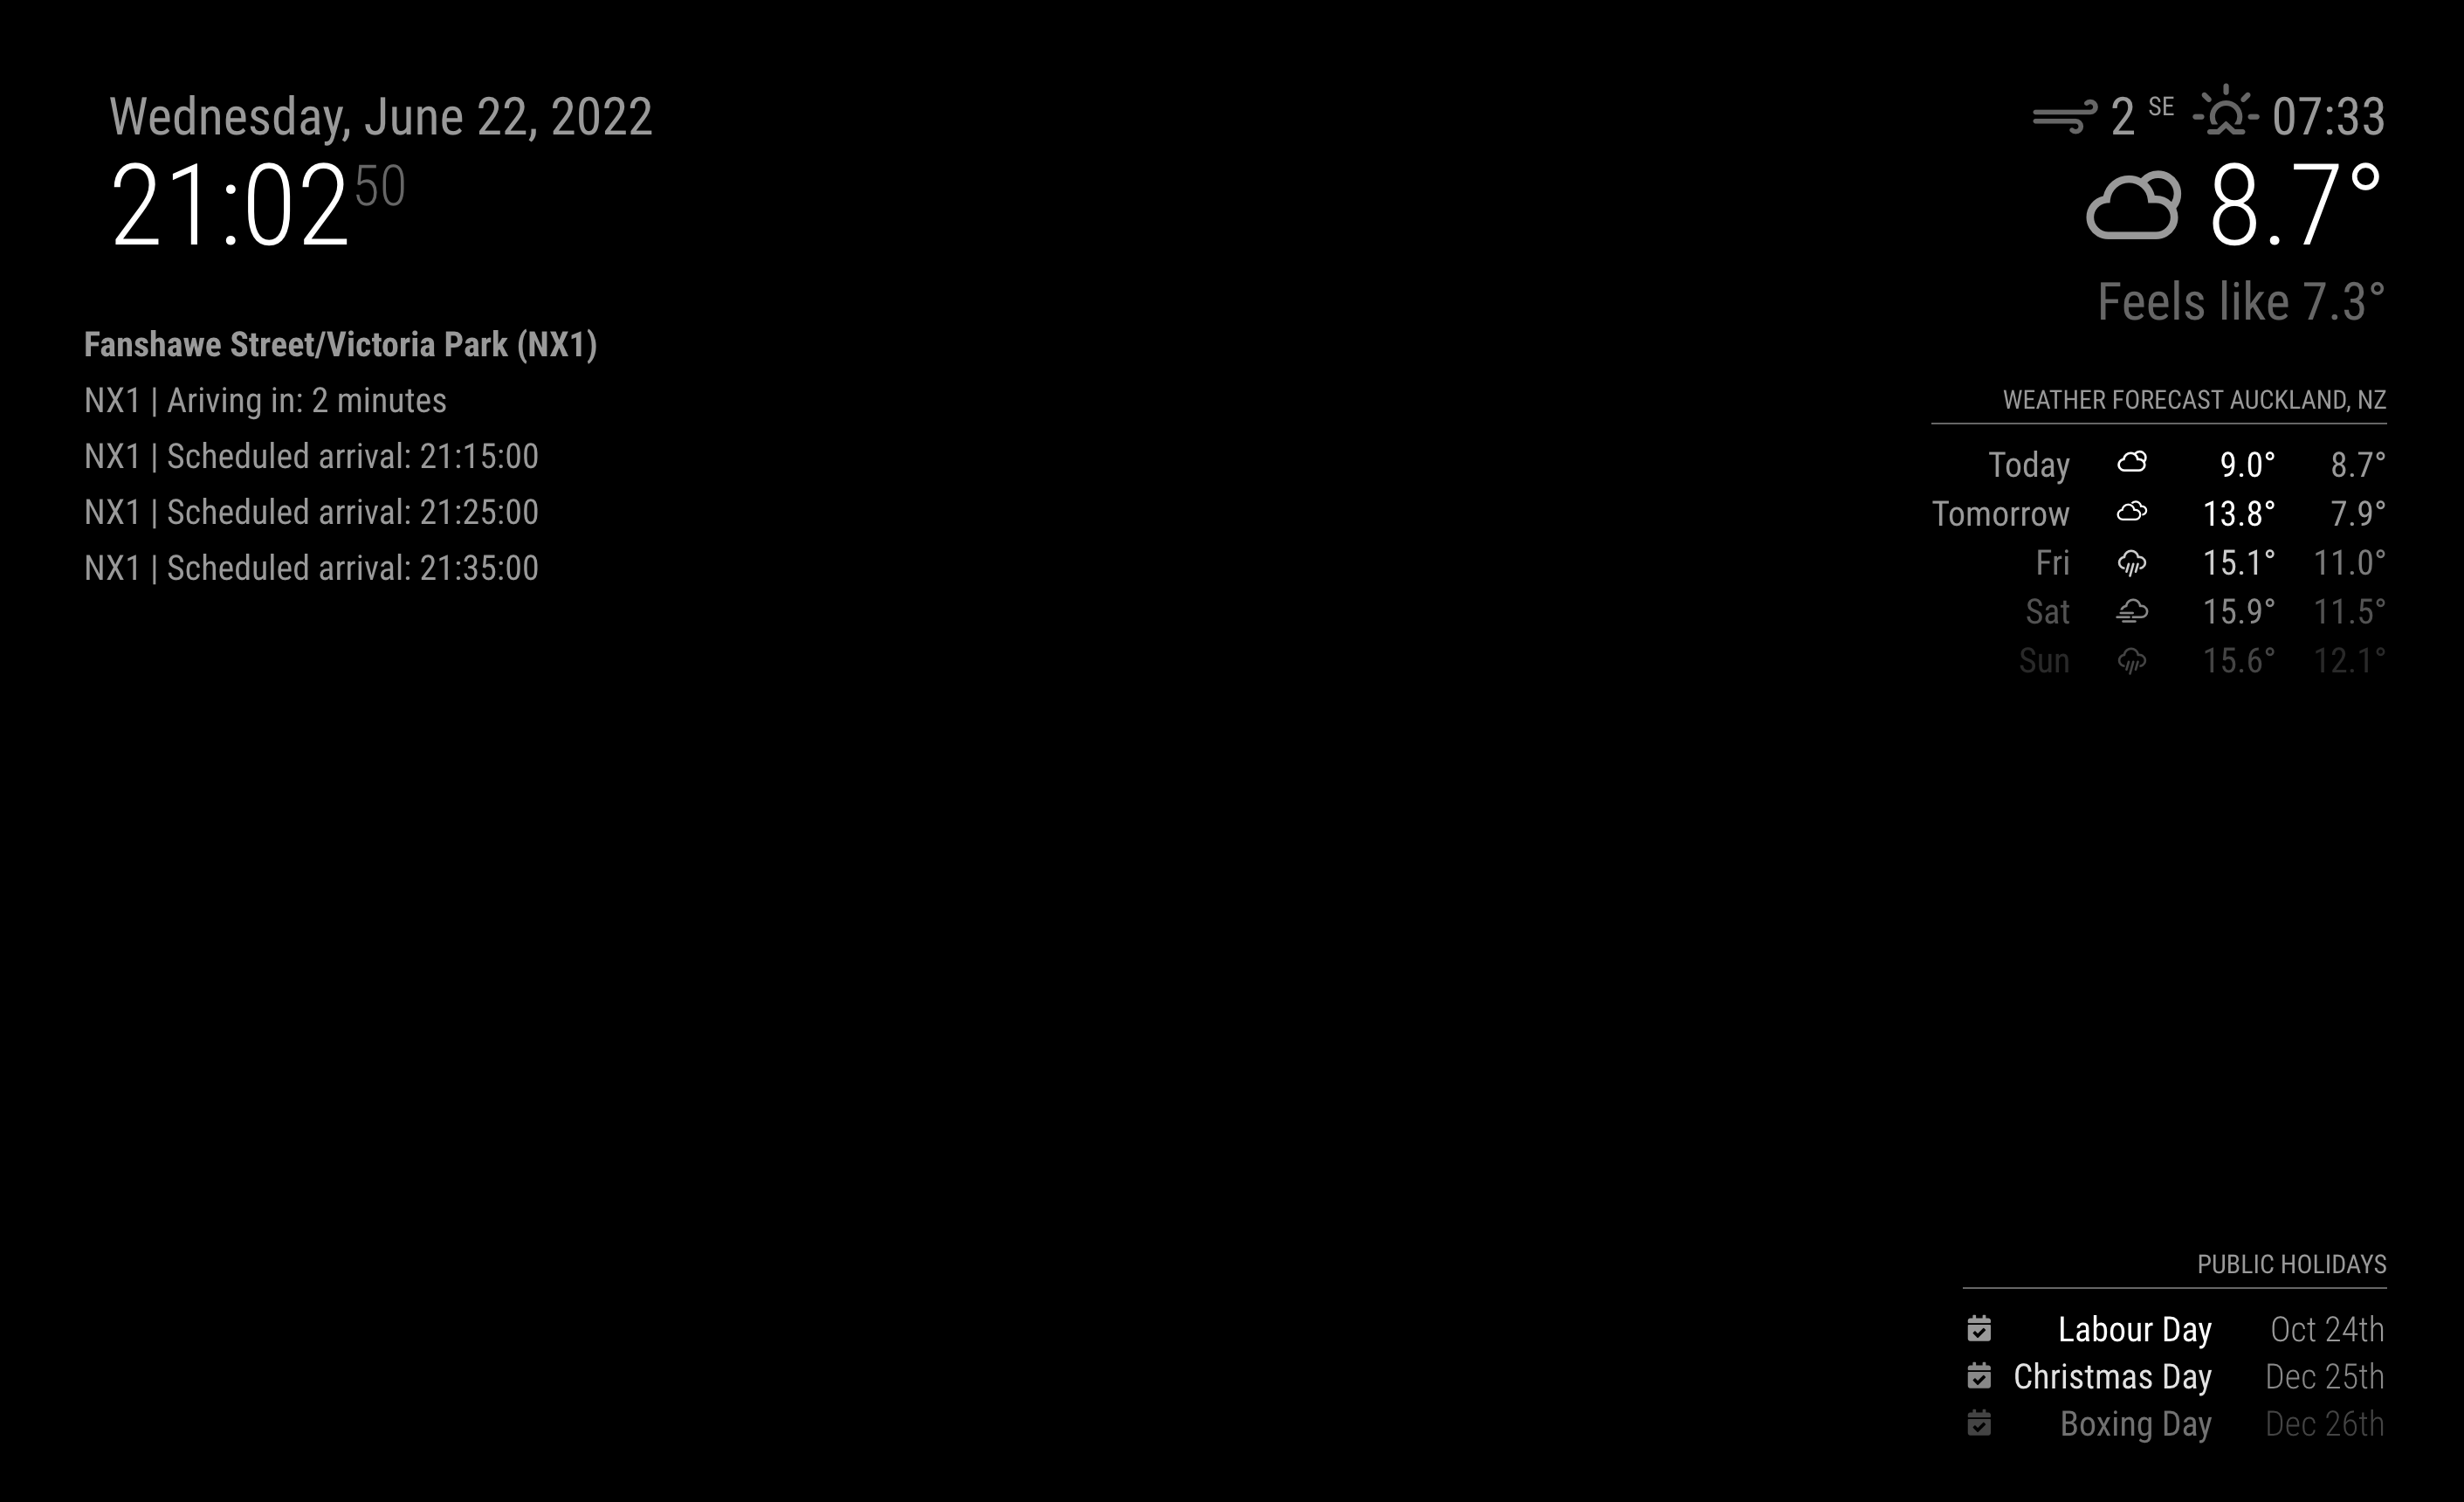 Wednesday, June 22, 2022
21:02 50
Fanshawe Street/Victoria Park (NX1)
NX1 | Ariving in: 2 minutes
NX1 | Scheduled arrival: 21:15:00
NX1 | Scheduled arrival: 21:25:00
NX1 | Scheduled arrival: 21:35:00
2 SE 07:33
8.7°
Feels like 7.3°
WEATHER FORECAST AUCKLAND, NZ
Today 9.0° 8.7°
Tomorrow 13.8° 7.9°
Fri 15.1° 11.0°
Sat 15.9° 11.5°
Sun 15.6° 12.1°
PUBLIC HOLIDAYS
Labour Day Oct 24th
Christmas Day Dec 25th
Boxing Day Dec 26th